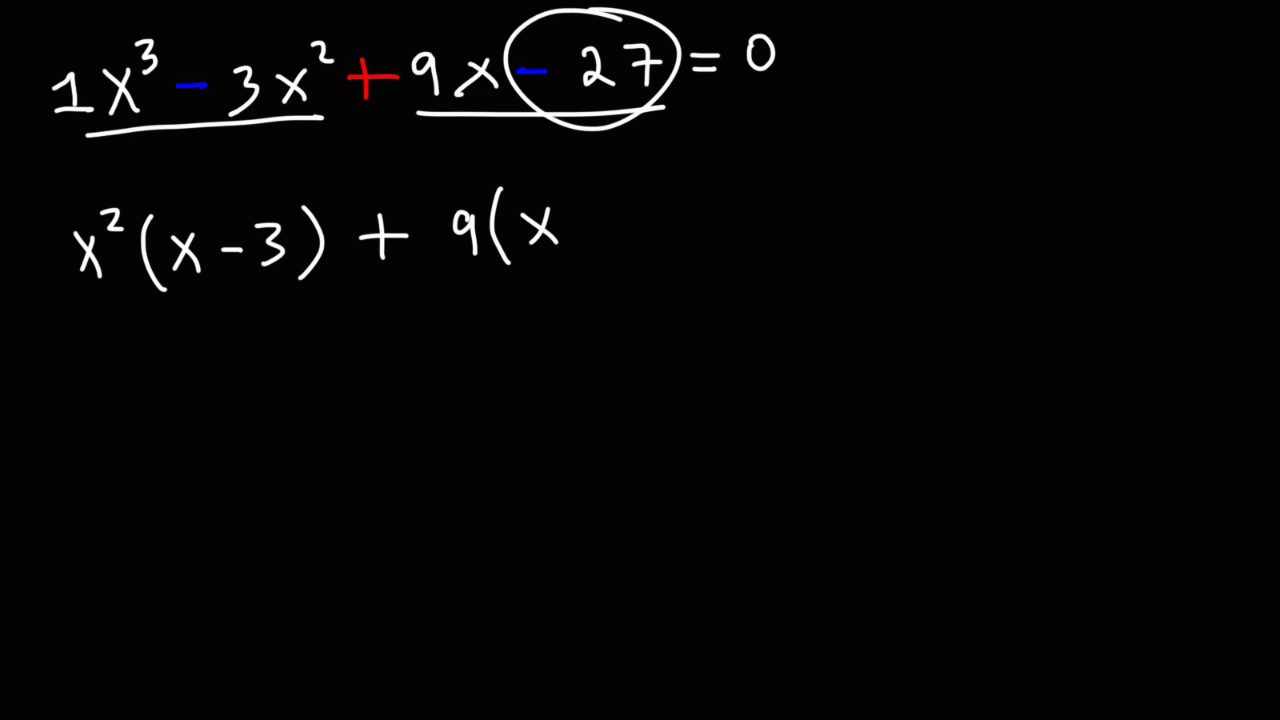 1x³ - 3x² + 9x - 27 = 0
x²(x - 3) + 9(x